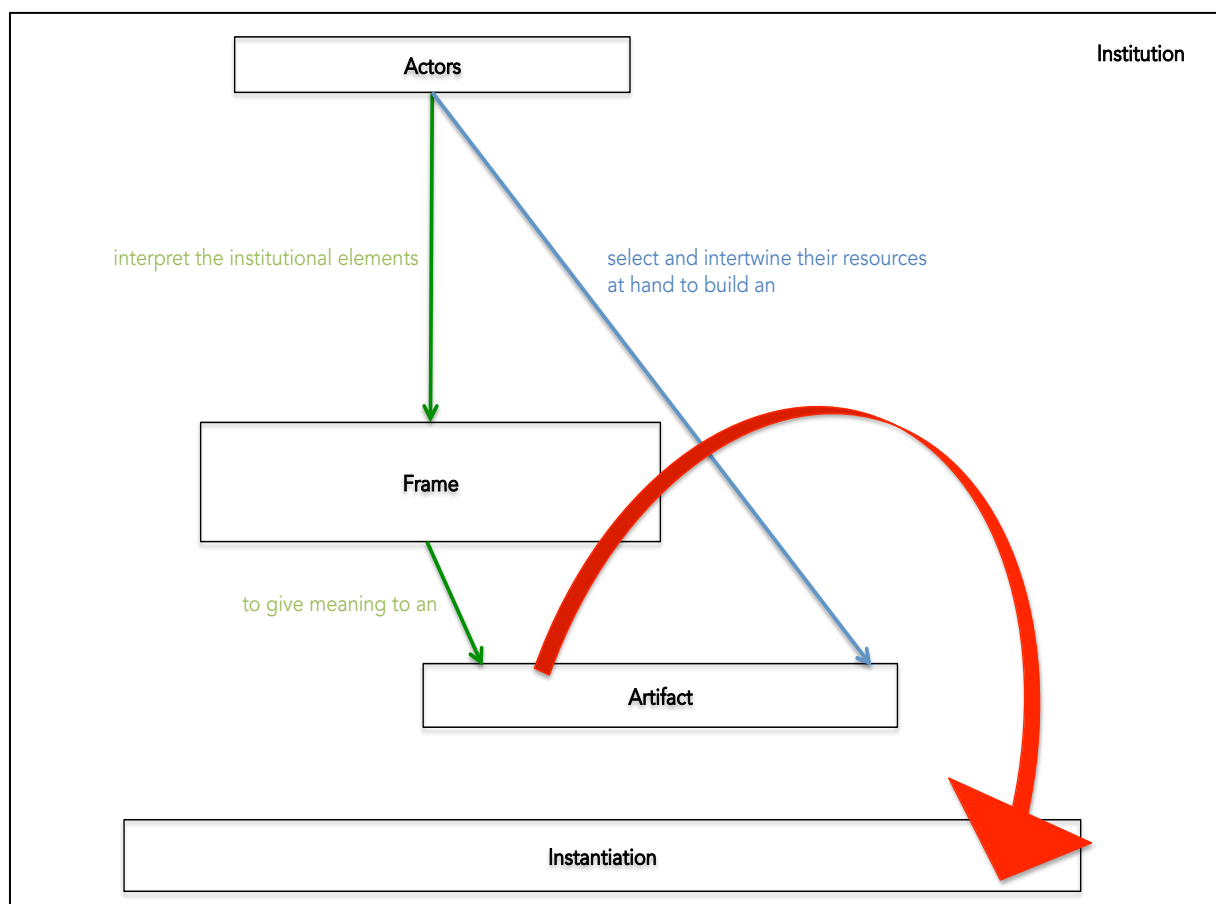 Institution
Actors
interpret the institutional elements
select and intertwine their resources
at hand to build an
Frame
to give meaning to an
Artifact
Instantiation